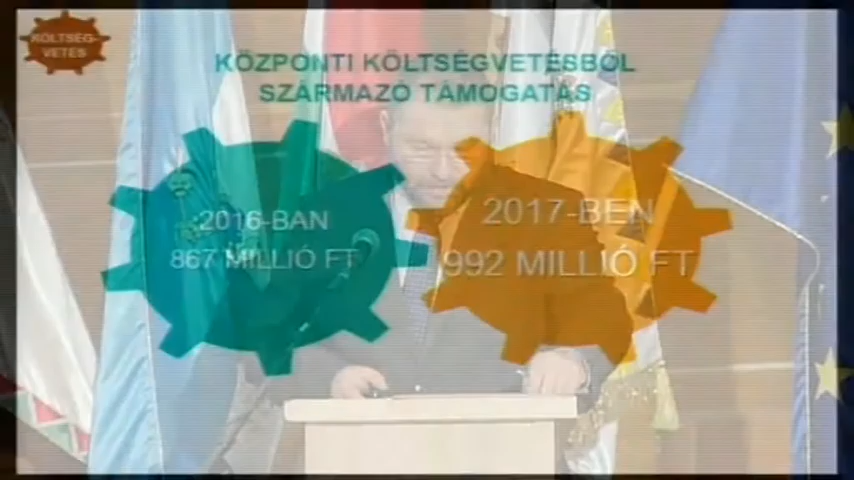 KÖLTSÉG-
VETÉS
KÖZPONTI KÖLTSÉGVETÉSBŐL
SZÁRMAZÓ TÁMOGATÁS
2016-BAN
867 MILLIÓ FT
2017-BEN
992 MILLIÓ FT